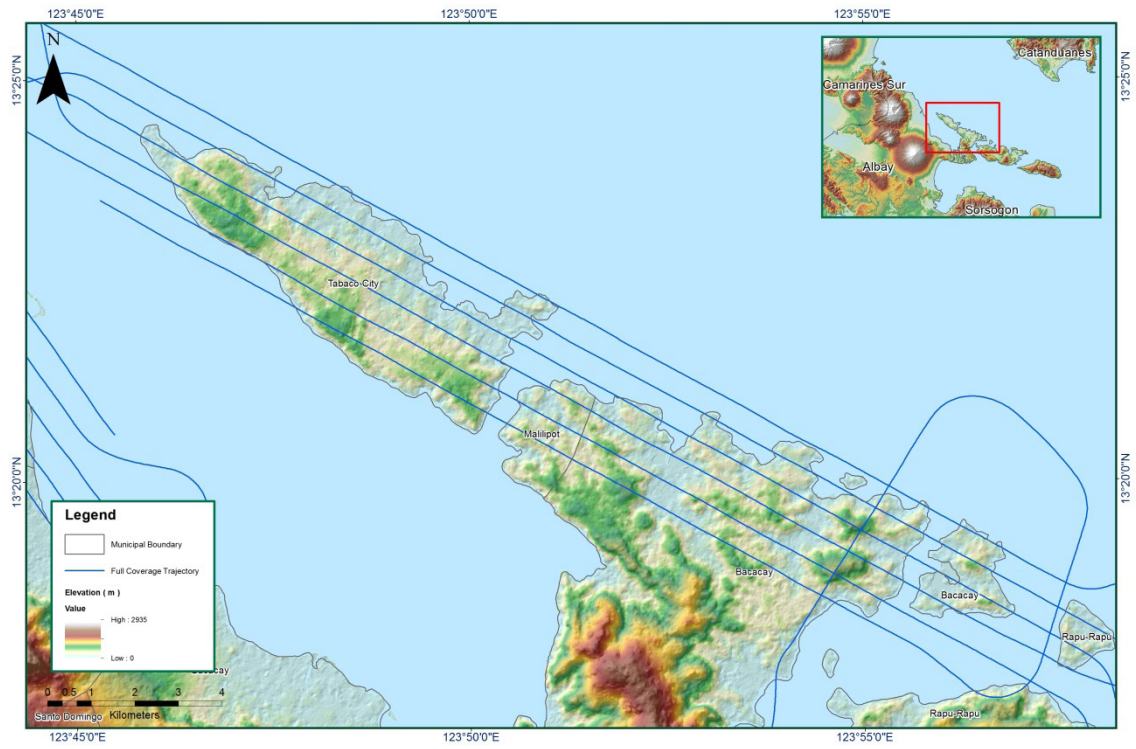 123°45'0"E
123°50'0"E
123°55'0"E
N
13°25'0"N
13°25'0"N
Catanduanes
Camarines Sur
Albay
Sorsogon
Tabaco City
Malilipot
13°20'0"N
13°20'0"N
Bacacay
Bacacay
Rapu-Rapu
Rapu-Rapu
Legend
Municipal Boundary
Full Coverage Trajectory
Elevation ( m )
Value
High : 2935
Low : 0
0 0.5 1 2 3 4
Kilometers
Santo Domingo
123°45'0"E
123°50'0"E
123°55'0"E